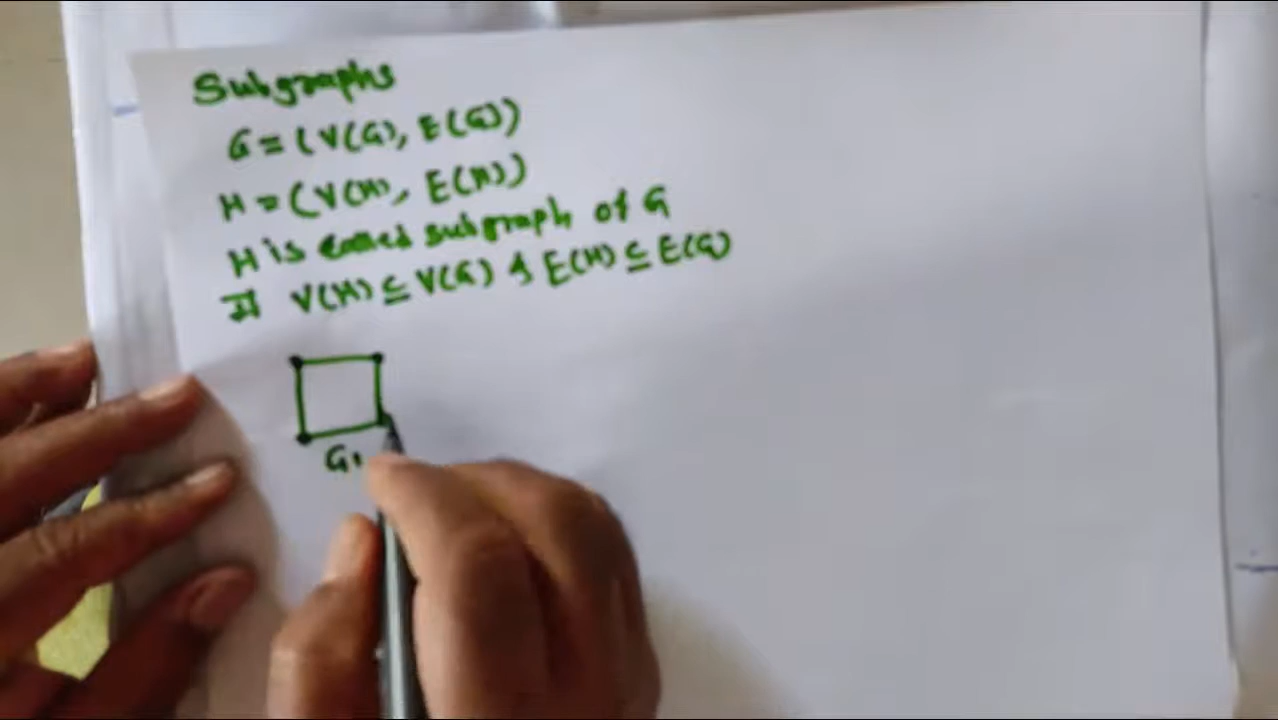 Subgraphs
G = (V(G), E(G))
H = (V(H), E(H))
H is called subgraph of G
If V(H) ⊆ V(G) & E(H) ⊆ E(G)
G₁